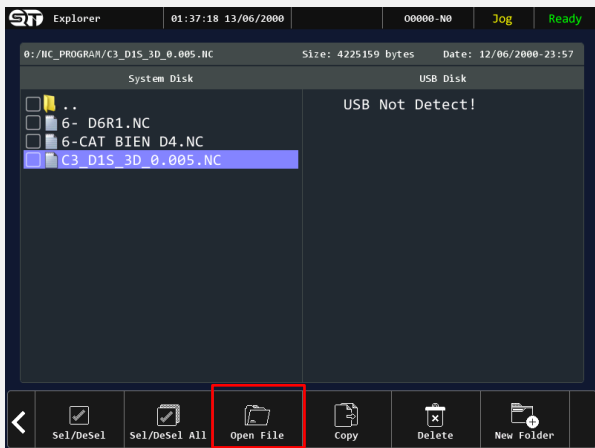 Explorer 01:37:18 13/06/2000 O0000-N0 Jog Ready
0:/NC_PROGRAM/C3_D1S_3D_0.005.NC Size: 4225159 bytes Date: 12/06/2000-23:57
System Disk USB Disk
.. USB Not Detect!
6- D6R1.NC
6-CAT BIEN D4.NC
C3_D1S_3D_0.005.NC
Sel/DeSel Sel/DeSel All Open File Copy Delete New Folder